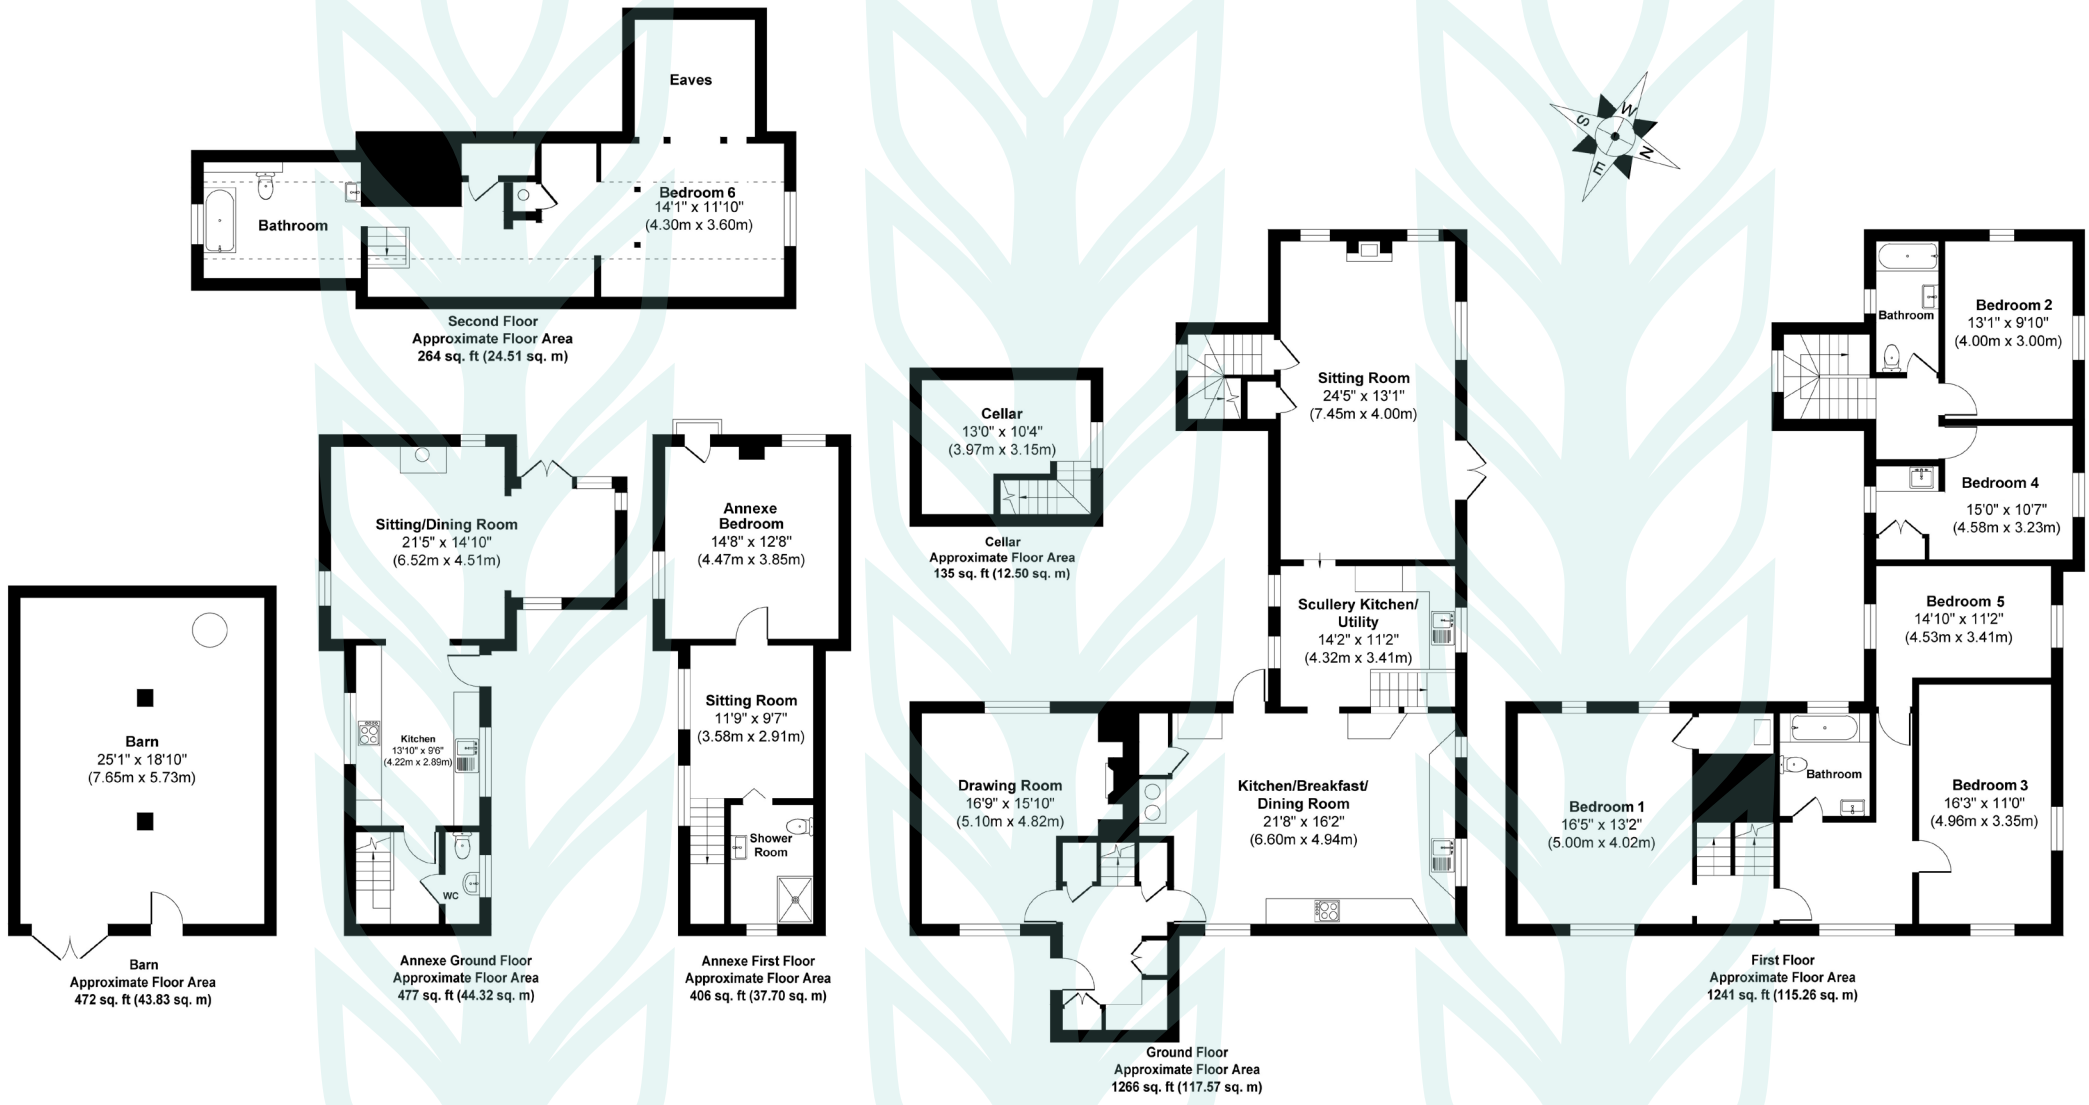 Eaves
Bedroom 6
14'1" x 11'10"
(4.30m x 3.60m)
Bathroom
Second Floor
Approximate Floor Area
264 sq. ft (24.51 sq. m)
S
W
N
E
Cellar
13'0" x 10'4"
(3.97m x 3.15m)
Cellar
Approximate Floor Area
135 sq. ft (12.50 sq. m)
Barn
25'1" x 18'10"
(7.65m x 5.73m)
Barn
Approximate Floor Area
472 sq. ft (43.83 sq. m)
Sitting/Dining Room
21'5" x 14'10"
(6.52m x 4.51m)
Kitchen
13'10" x 9'6"
(4.22m x 2.89m)
WC
Annexe Ground Floor
Approximate Floor Area
477 sq. ft (44.32 sq. m)
Annexe
Bedroom
14'8" x 12'8"
(4.47m x 3.85m)
Sitting Room
11'9" x 9'7"
(3.58m x 2.91m)
Shower
Room
Annexe First Floor
Approximate Floor Area
406 sq. ft (37.70 sq. m)
Sitting Room
24'5" x 13'1"
(7.45m x 4.00m)
Scullery Kitchen/
Utility
14'2" x 11'2"
(4.32m x 3.41m)
Drawing Room
16'9" x 15'10"
(5.10m x 4.82m)
Kitchen/Breakfast/
Dining Room
21'8" x 16'2"
(6.60m x 4.94m)
Ground Floor
Approximate Floor Area
1266 sq. ft (117.57 sq. m)
Bathroom
Bedroom 2
13'1" x 9'10"
(4.00m x 3.00m)
Bedroom 4
15'0" x 10'7"
(4.58m x 3.23m)
Bedroom 5
14'10" x 11'2"
(4.53m x 3.41m)
Bedroom 1
16'5" x 13'2"
(5.00m x 4.02m)
Bathroom
Bedroom 3
16'3" x 11'0"
(4.96m x 3.35m)
First Floor
Approximate Floor Area
1241 sq. ft (115.26 sq. m)